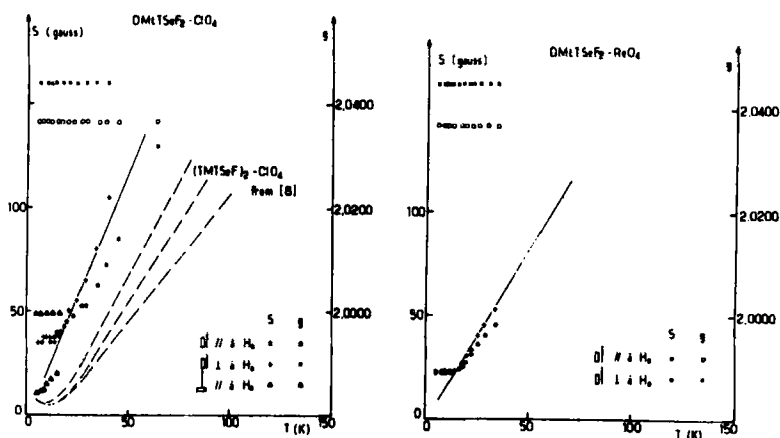 DMtTSeF₂-ClO₄
S (gauss)
g
2,0400
(TMTSeF)₂-ClO₄
from [8]
100
2,0200
50
2,0000
S g
// à H₀
⊥ à H₀
// à H₀
0
0 50 100 T (K) 150
DMtTSeF₂-ReO₄
S (gauss)
g
2,0400
100
2,0200
50
2,0000
S g
// à H₀
⊥ à H₀
0
0 50 100 T (K) 150